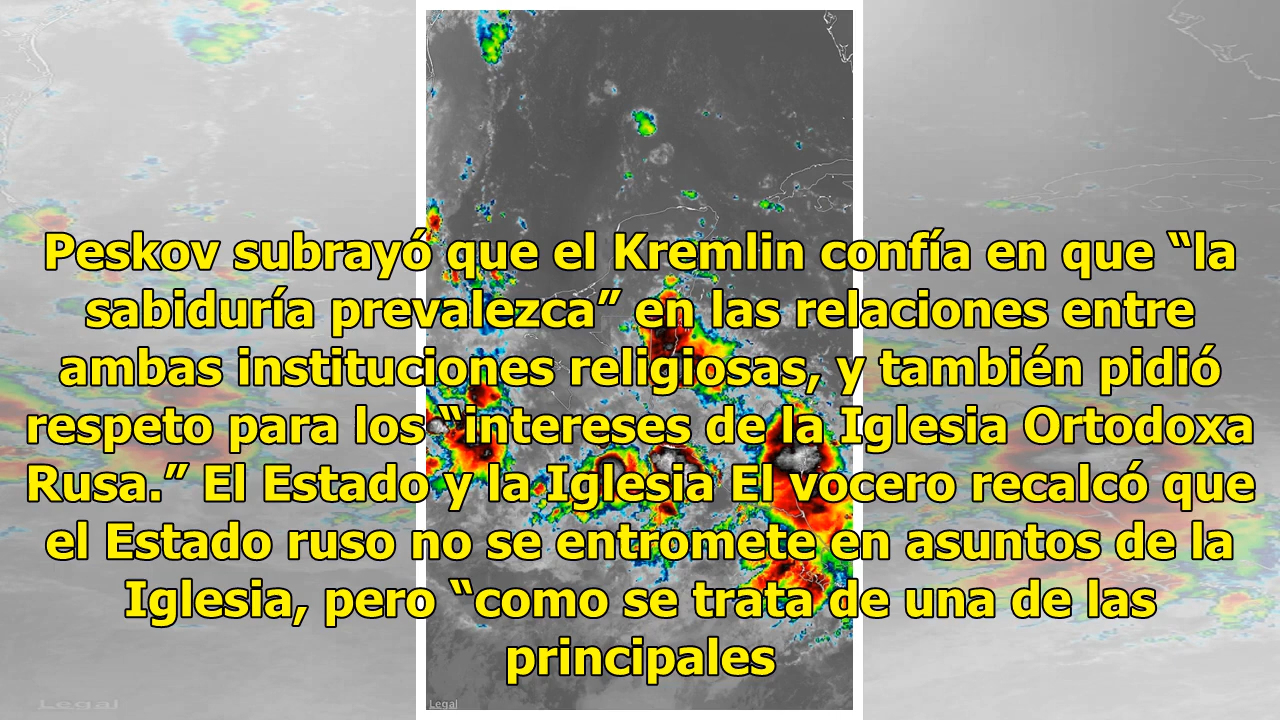 Peskov subrayó que el Kremlin confía en que “la
sabiduría prevalezca” en las relaciones entre
ambas instituciones religiosas, y también pidió
respeto para los “intereses de la Iglesia Ortodoxa
Rusa.” El Estado y la Iglesia El vocero recalcó que
el Estado ruso no se entromete en asuntos de la
Iglesia, pero “como se trata de una de las
principales
Legal
Legal